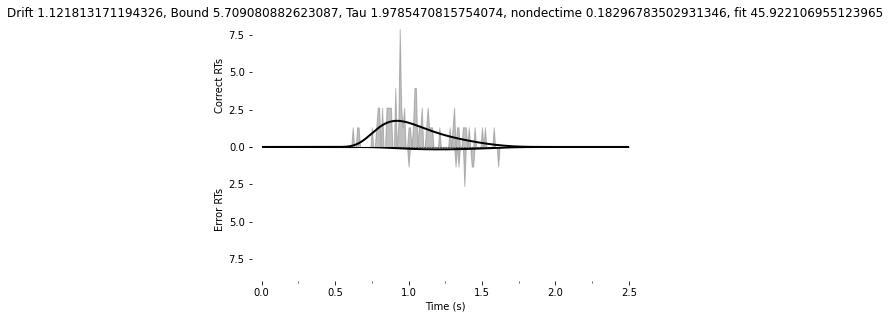 Drift 1.121813171194326, Bound 5.709080882623087, Tau 1.9785470815754074, nondectime 0.18296783502931346, fit 45.922106955123965
7.5
5.0
2.5
0.0
2.5
5.0
7.5
Correct RTs
Error RTs
0.0 0.5 1.0 1.5 2.0 2.5
Time (s)